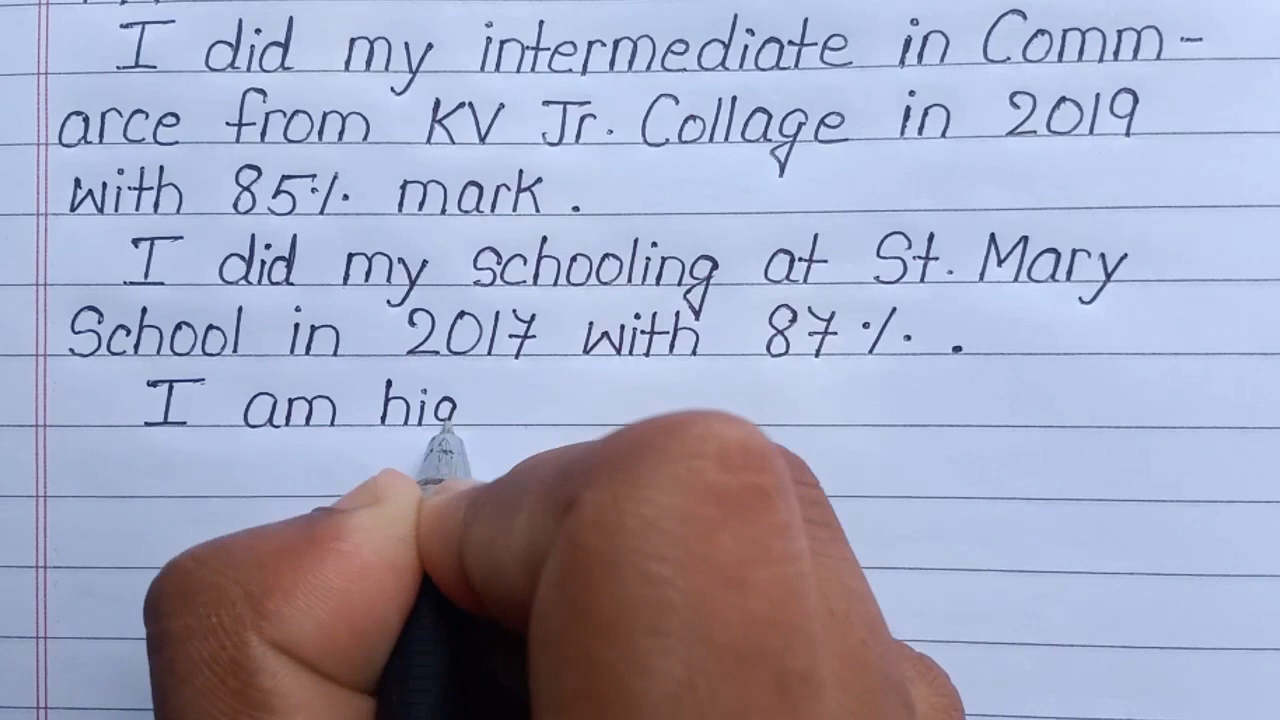 I did my intermediate in Comm-
arce from KV Jr. Collage in 2019
with 85% mark.
I did my schooling at St. Mary
School in 2017 with 87%.
I am hig